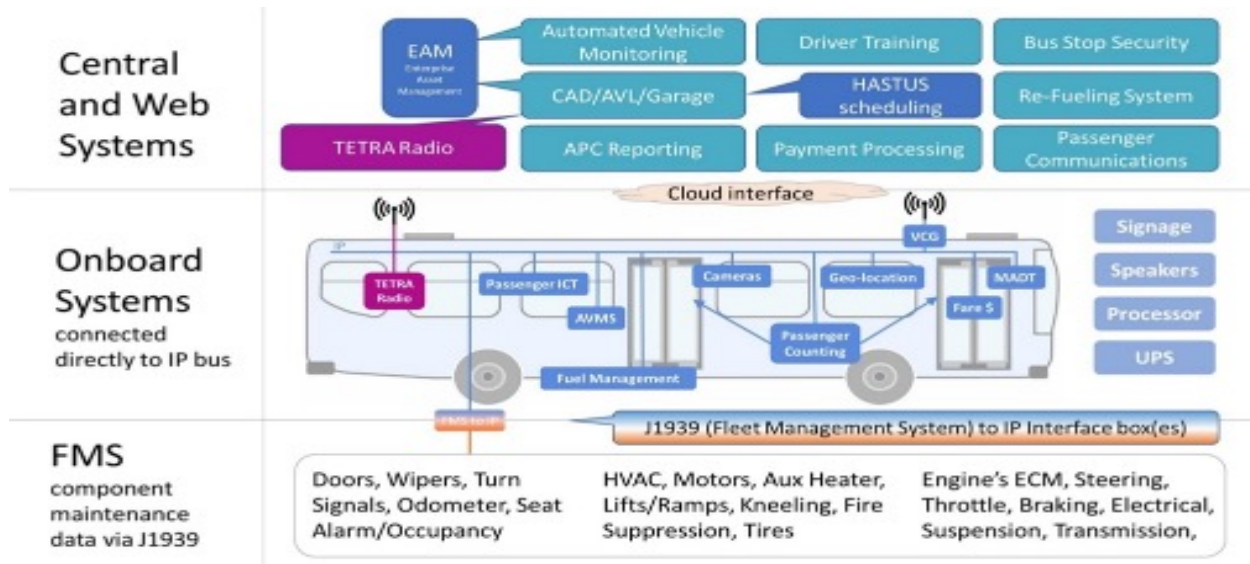 Central
and Web
Systems
EAM
Enterprise
Asset
Management
Automated Vehicle
Monitoring
Driver Training
Bus Stop Security
CAD/AVL/Garage
HASTUS
scheduling
Re-Fueling System
TETRA Radio
APC Reporting
Payment Processing
Passenger
Communications
Cloud interface
Onboard
Systems
connected
directly to IP bus
IP
VCG
TETRA
Radio
Passenger ICT
AVMS
Cameras
Geo-location
MADT
Fare $
Passenger
Counting
Fuel Management
Signage
Speakers
Processor
UPS
FMS to IP
J1939 (Fleet Management System) to IP Interface box(es)
FMS
component
maintenance
data via J1939
Doors, Wipers, Turn
Signals, Odometer, Seat
Alarm/Occupancy
HVAC, Motors, Aux Heater,
Lifts/Ramps, Kneeling, Fire
Suppression, Tires
Engine's ECM, Steering,
Throttle, Braking, Electrical,
Suspension, Transmission,